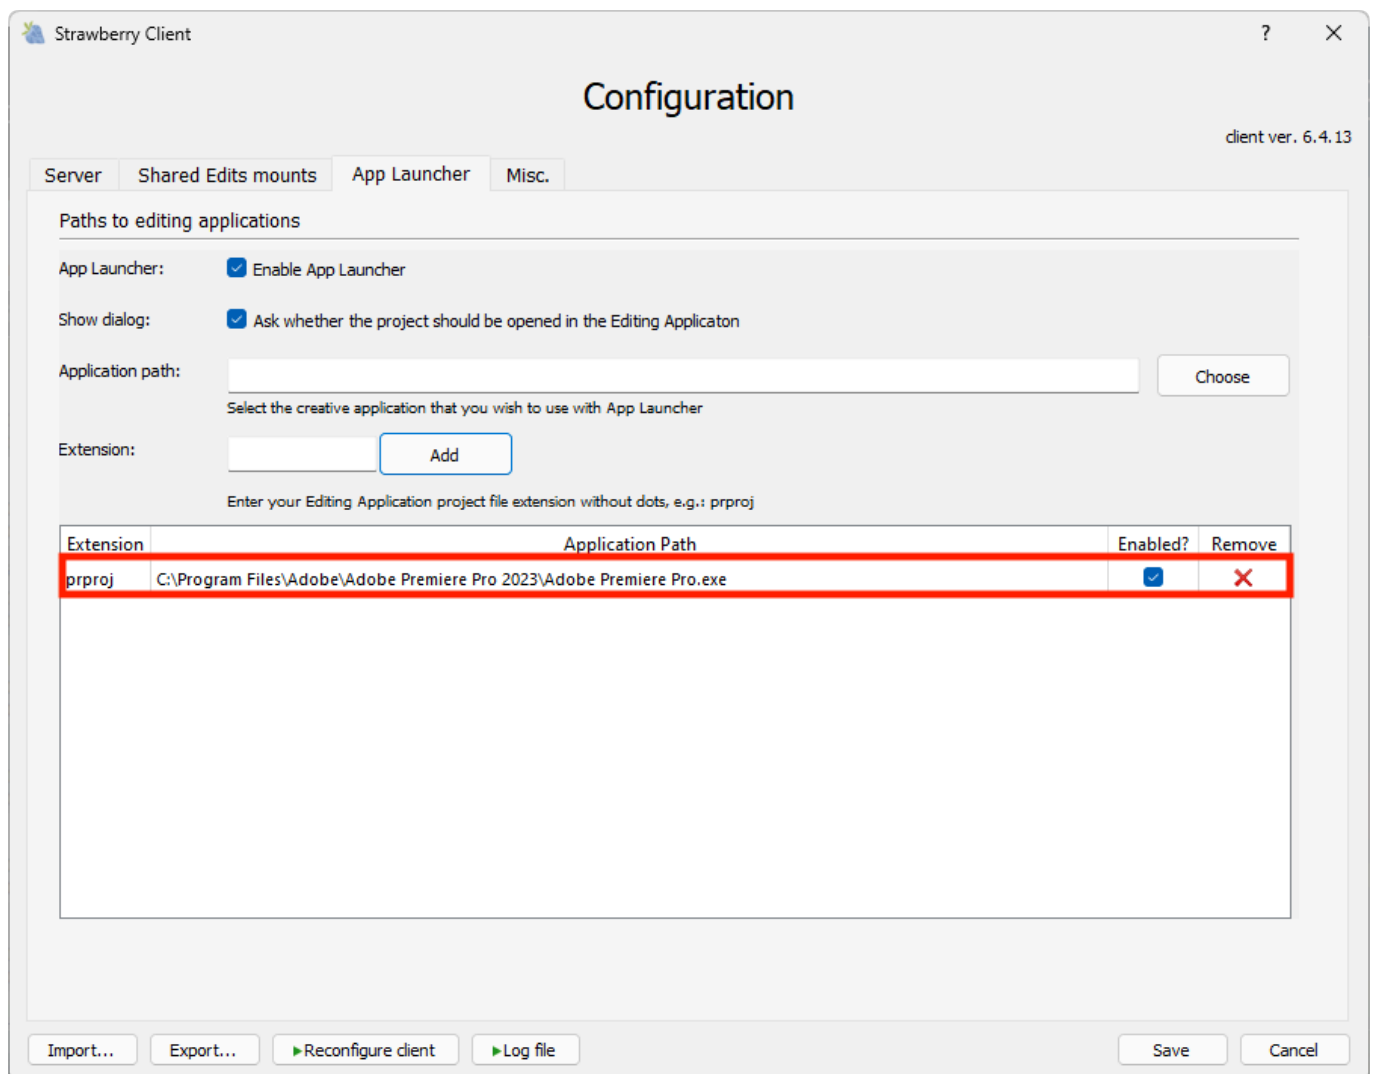 Strawberry Client ?
Configuration
client ver. 6.4.13
Server Shared Edits mounts App Launcher Misc.
Paths to editing applications
App Launcher: Enable App Launcher
Show dialog: Ask whether the project should be opened in the Editing Applicaton
Application path: Choose
Select the creative application that you wish to use with App Launcher
Extension: Add
Enter your Editing Application project file extension without dots, e.g.: prproj
Extension Application Path Enabled? Remove
prproj C:\Program Files\Adobe\Adobe Premiere Pro 2023\Adobe Premiere Pro.exe
Import... Export... Reconfigure client Log file Save Cancel